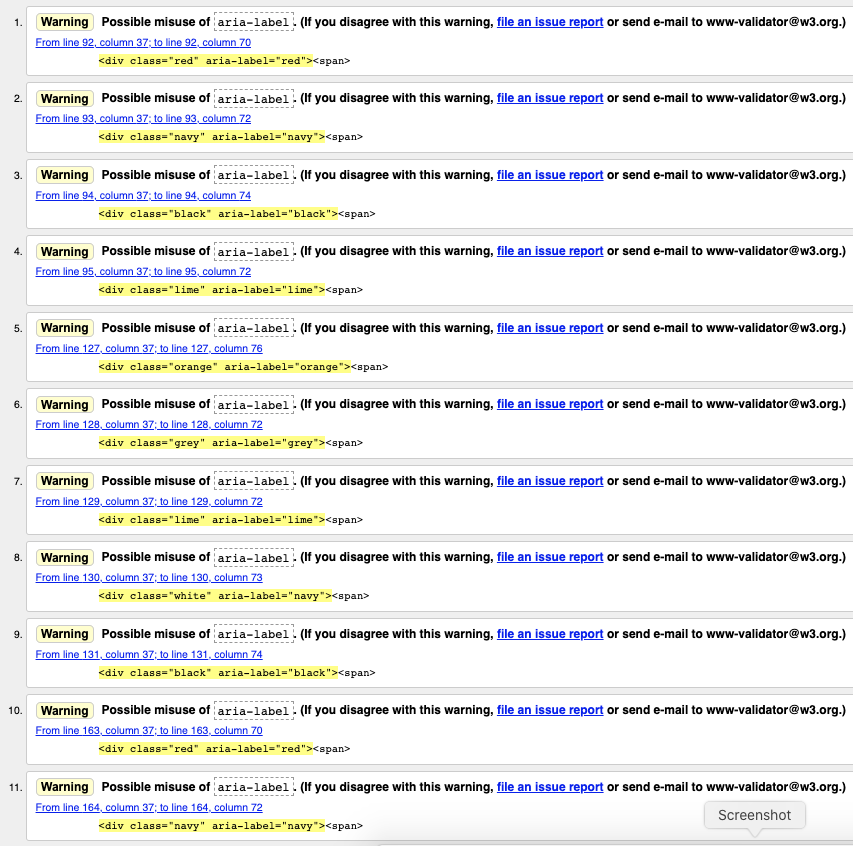 1. Warning Possible misuse of aria-label. (If you disagree with this warning, file an issue report or send e-mail to www-validator@w3.org.)
From line 92, column 37; to line 92, column 70
<div class="red" aria-label="red"><span>
2. Warning Possible misuse of aria-label. (If you disagree with this warning, file an issue report or send e-mail to www-validator@w3.org.)
From line 93, column 37; to line 93, column 72
<div class="navy" aria-label="navy"><span>
3. Warning Possible misuse of aria-label. (If you disagree with this warning, file an issue report or send e-mail to www-validator@w3.org.)
From line 94, column 37; to line 94, column 74
<div class="black" aria-label="black"><span>
4. Warning Possible misuse of aria-label. (If you disagree with this warning, file an issue report or send e-mail to www-validator@w3.org.)
From line 95, column 37; to line 95, column 72
<div class="lime" aria-label="lime"><span>
5. Warning Possible misuse of aria-label. (If you disagree with this warning, file an issue report or send e-mail to www-validator@w3.org.)
From line 127, column 37; to line 127, column 76
<div class="orange" aria-label="orange"><span>
6. Warning Possible misuse of aria-label. (If you disagree with this warning, file an issue report or send e-mail to www-validator@w3.org.)
From line 128, column 37; to line 128, column 72
<div class="grey" aria-label="grey"><span>
7. Warning Possible misuse of aria-label. (If you disagree with this warning, file an issue report or send e-mail to www-validator@w3.org.)
From line 129, column 37; to line 129, column 72
<div class="lime" aria-label="lime"><span>
8. Warning Possible misuse of aria-label. (If you disagree with this warning, file an issue report or send e-mail to www-validator@w3.org.)
From line 130, column 37; to line 130, column 73
<div class="white" aria-label="navy"><span>
9. Warning Possible misuse of aria-label. (If you disagree with this warning, file an issue report or send e-mail to www-validator@w3.org.)
From line 131, column 37; to line 131, column 74
<div class="black" aria-label="black"><span>
10. Warning Possible misuse of aria-label. (If you disagree with this warning, file an issue report or send e-mail to www-validator@w3.org.)
From line 163, column 37; to line 163, column 70
<div class="red" aria-label="red"><span>
11. Warning Possible misuse of aria-label. (If you disagree with this warning, file an issue report or send e-mail to www-validator@w3.org.)
From line 164, column 37; to line 164, column 72
<div class="navy" aria-label="navy"><span>
Screenshot